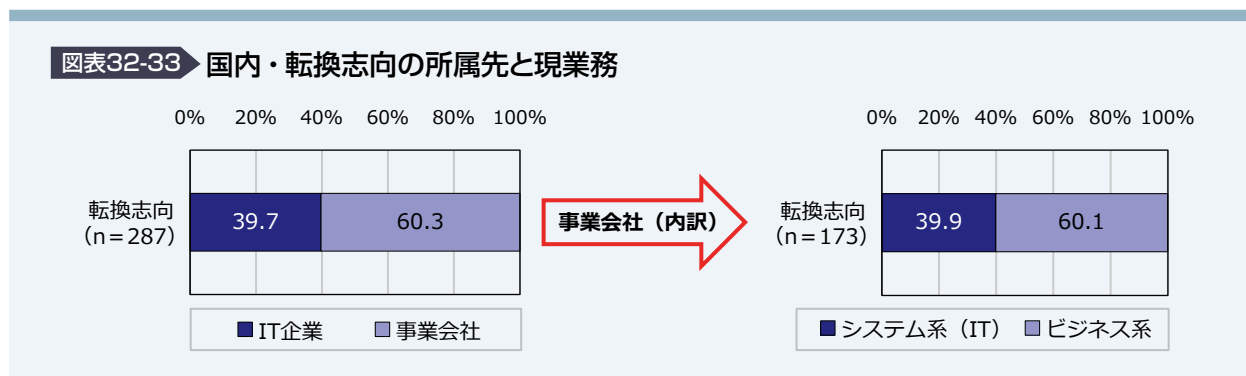 図表32-33 国内・転換志向の所属先と現業務
0% 20% 40% 60% 80% 100%
転換志向
(n=287)
39.7 60.3
■IT企業 ■事業会社
事業会社（内訳）
0% 20% 40% 60% 80% 100%
転換志向
(n=173)
39.9 60.1
■システム系（IT） ■ビジネス系